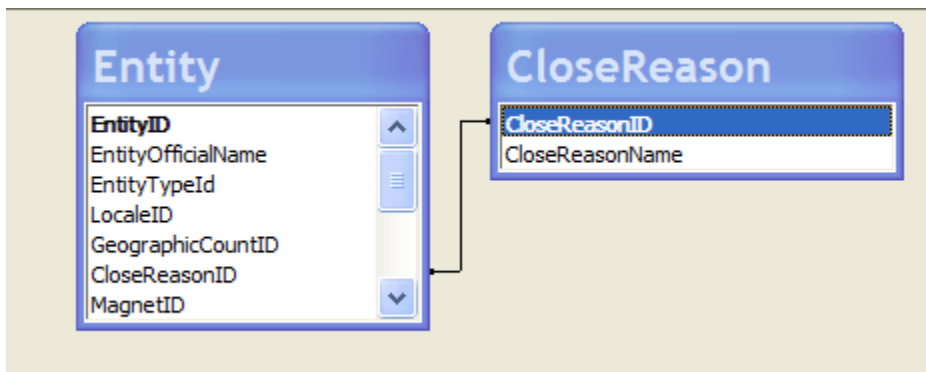 Entity
EntityID
EntityOfficialName
EntityTypeId
LocaleID
GeographicCountID
CloseReasonID
MagnetID
CloseReason
CloseReasonID
CloseReasonName